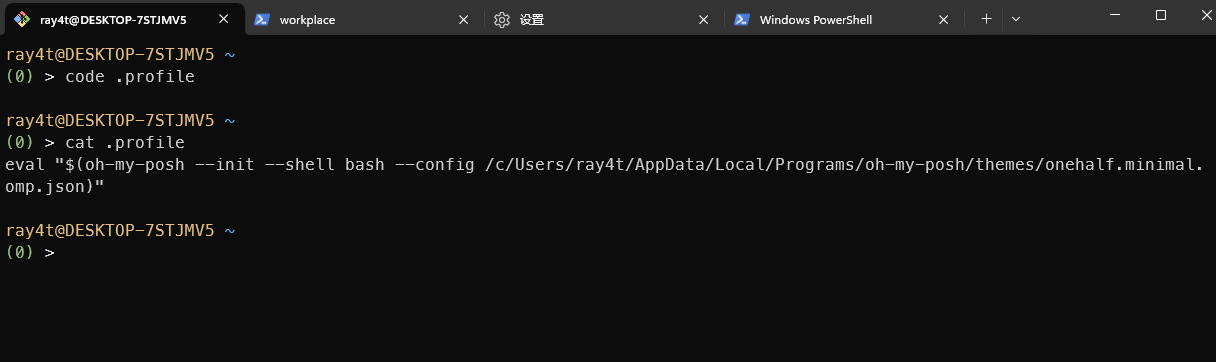 ray4t@DESKTOP-7STJMV5
workplace
设置
Windows PowerShell
ray4t@DESKTOP-7STJMV5 ~
(0) > code .profile
ray4t@DESKTOP-7STJMV5 ~
(0) > cat .profile
eval "$(oh-my-posh --init --shell bash --config /c/Users/ray4t/AppData/Local/Programs/oh-my-posh/themes/onehalf.minimal.
omp.json)"
ray4t@DESKTOP-7STJMV5 ~
(0) >